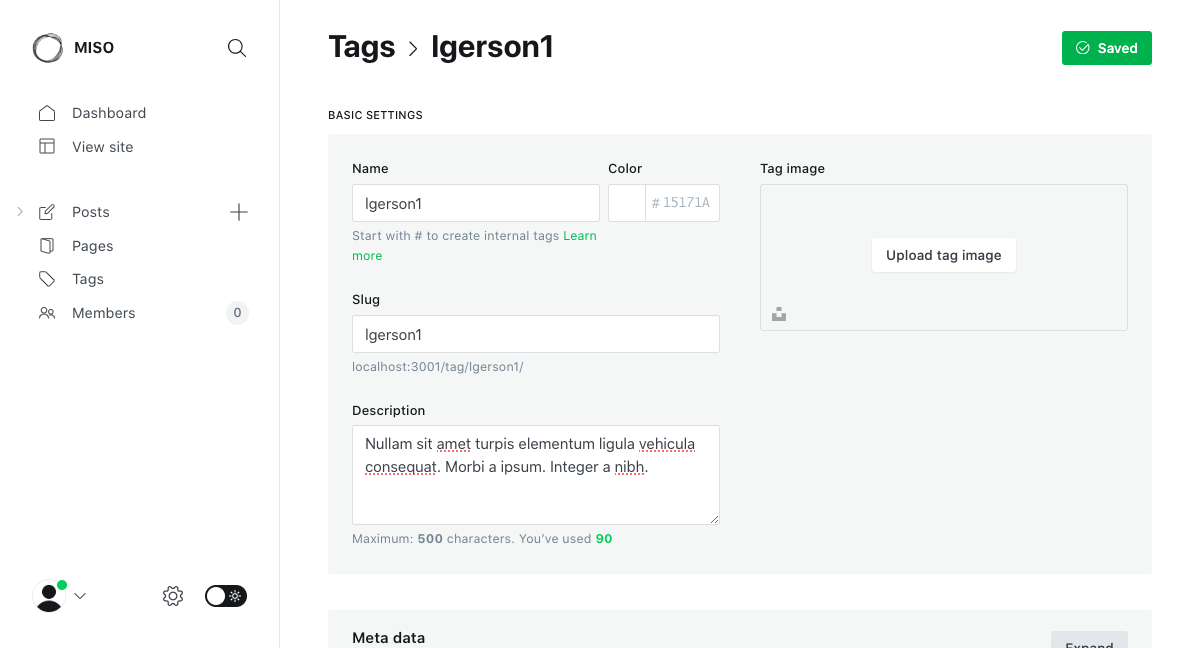 MISO
Dashboard
View site
Posts
Pages
Tags
Members
0
Tags > lgerson1
Saved
BASIC SETTINGS
Name
lgerson1
Start with # to create internal tags Learn
more
Color
# 15171A
Slug
lgerson1
localhost:3001/tag/lgerson1/
Description
Nullam sit amet turpis elementum ligula vehicula
consequat. Morbi a ipsum. Integer a nibh.
Maximum: 500 characters. You’ve used 90
Tag image
Upload tag image
Meta data
Expand